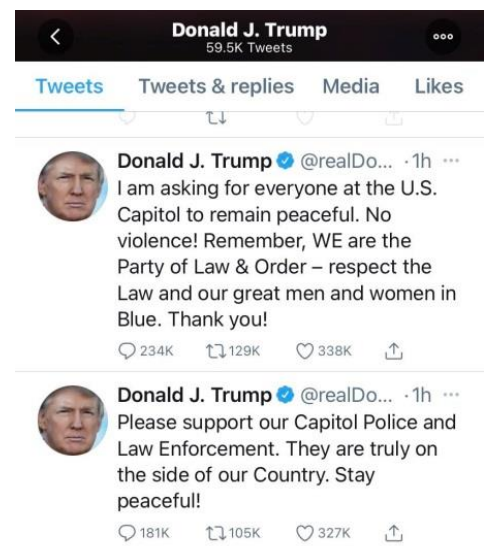 Donald J. Trump
59.5K Tweets
Tweets Tweets & replies Media Likes
Donald J. Trump @realDo... · 1h
I am asking for everyone at the U.S.
Capitol to remain peaceful. No
violence! Remember, WE are the
Party of Law & Order – respect the
Law and our great men and women in
Blue. Thank you!
234K 129K 338K
Donald J. Trump @realDo... · 1h
Please support our Capitol Police and
Law Enforcement. They are truly on
the side of our Country. Stay
peaceful!
181K 105K 327K